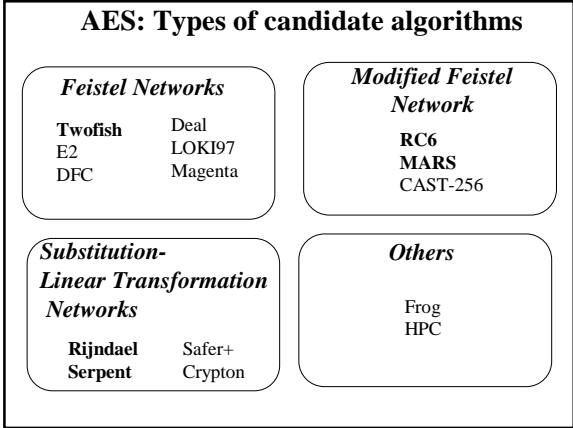 AES: Types of candidate algorithms
Feistel Networks
Twofish Deal
E2 LOKI97
DFC Magenta
Modified Feistel
Network
RC6
MARS
CAST-256
Substitution-
Linear Transformation
Networks
Rijndael Safer+
Serpent Crypton
Others
Frog
HPC